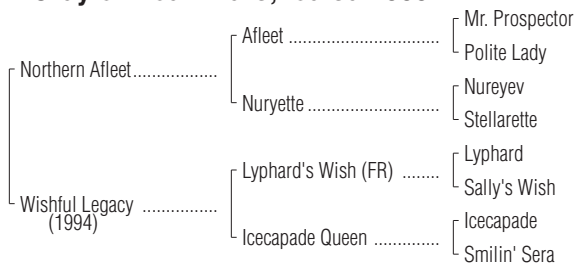 Mr. Prospector
Afleet
Polite Lady
Northern Afleet
Nureyev
Nuryette
Stellarette
Lyphard
Lyphard's Wish (FR)
Sally's Wish
Wishful Legacy
(1994)
Icecapade
Icecapade Queen
Smilin' Sera